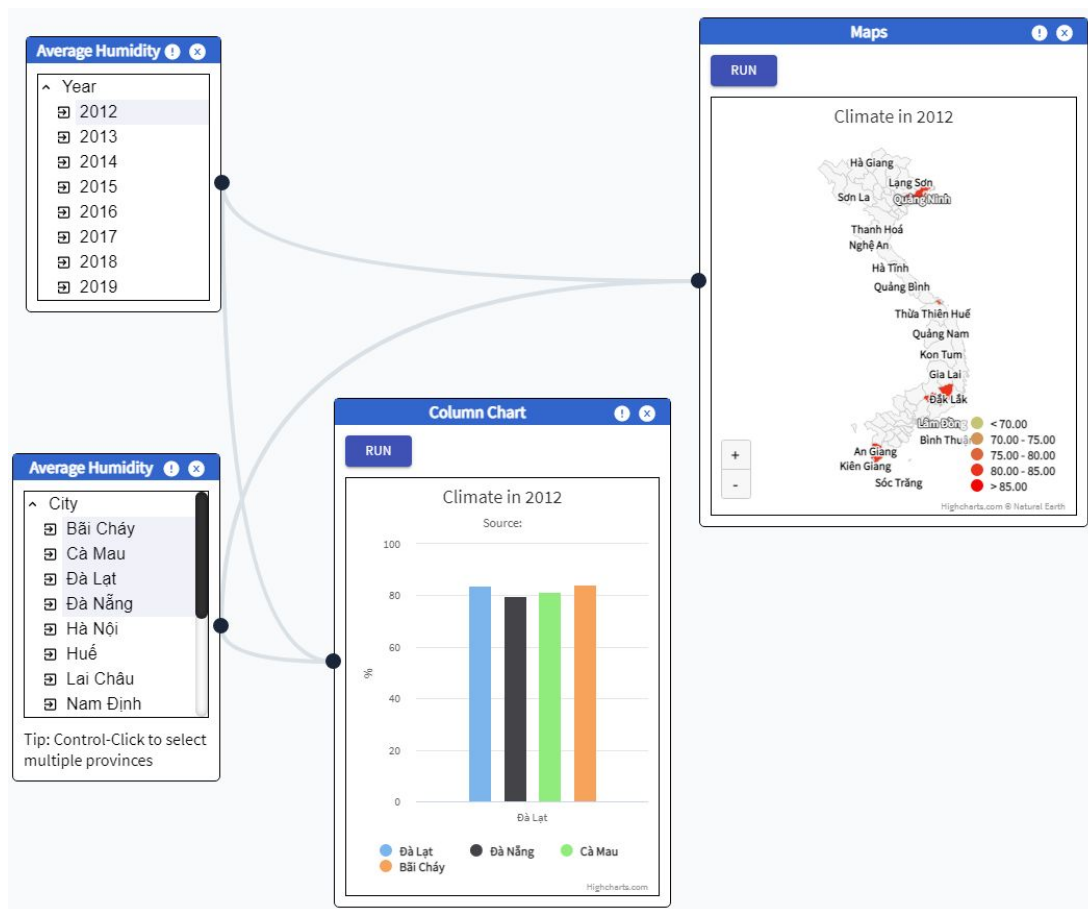 Average Humidity
Year
2012
2013
2014
2015
2016
2017
2018
2019
Average Humidity
City
Bãi Cháy
Cà Mau
Đà Lạt
Đà Nẵng
Hà Nội
Huế
Lai Châu
Nam Định
Tip: Control-Click to select
multiple provinces
Column Chart
RUN
Climate in 2012
Source:
100
80
60
40
20
0
%
Đà Lạt
Đà Lạt
Đà Nẵng
Cà Mau
Bãi Cháy
Highcharts.com
Maps
RUN
Climate in 2012
Hà Giang
Lạng Sơn
Sơn La
Quảng Ninh
Thanh Hoá
Nghệ An
Hà Tĩnh
Quảng Bình
Thừa Thiên Huế
Quảng Nam
Kon Tum
Gia Lai
Đắk Lắk
Lâm Đồng
Bình Thu
An Giang
Kiên Giang
Sóc Trăng
< 70.00
70.00 - 75.00
75.00 - 80.00
80.00 - 85.00
> 85.00
+
-
Highcharts.com © Natural Earth